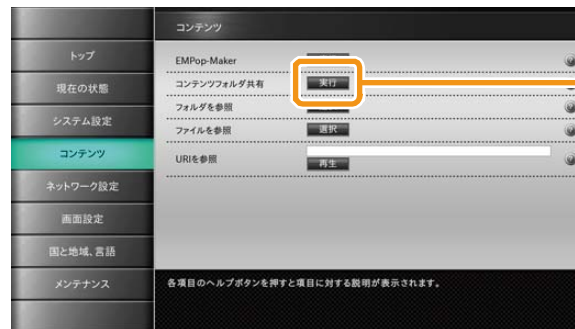 コンテンツ
トップ
現在の状態
システム設定
コンテンツ
ネットワーク設定
画面設定
国と地域、言語
メンテナンス
EMPop-Maker
コンテンツフォルダ共有 実行
フォルダを参照
ファイルを参照 選択
URIを参照
再生
各項目のヘルプボタンを押すと項目に対する説明が表示されます。